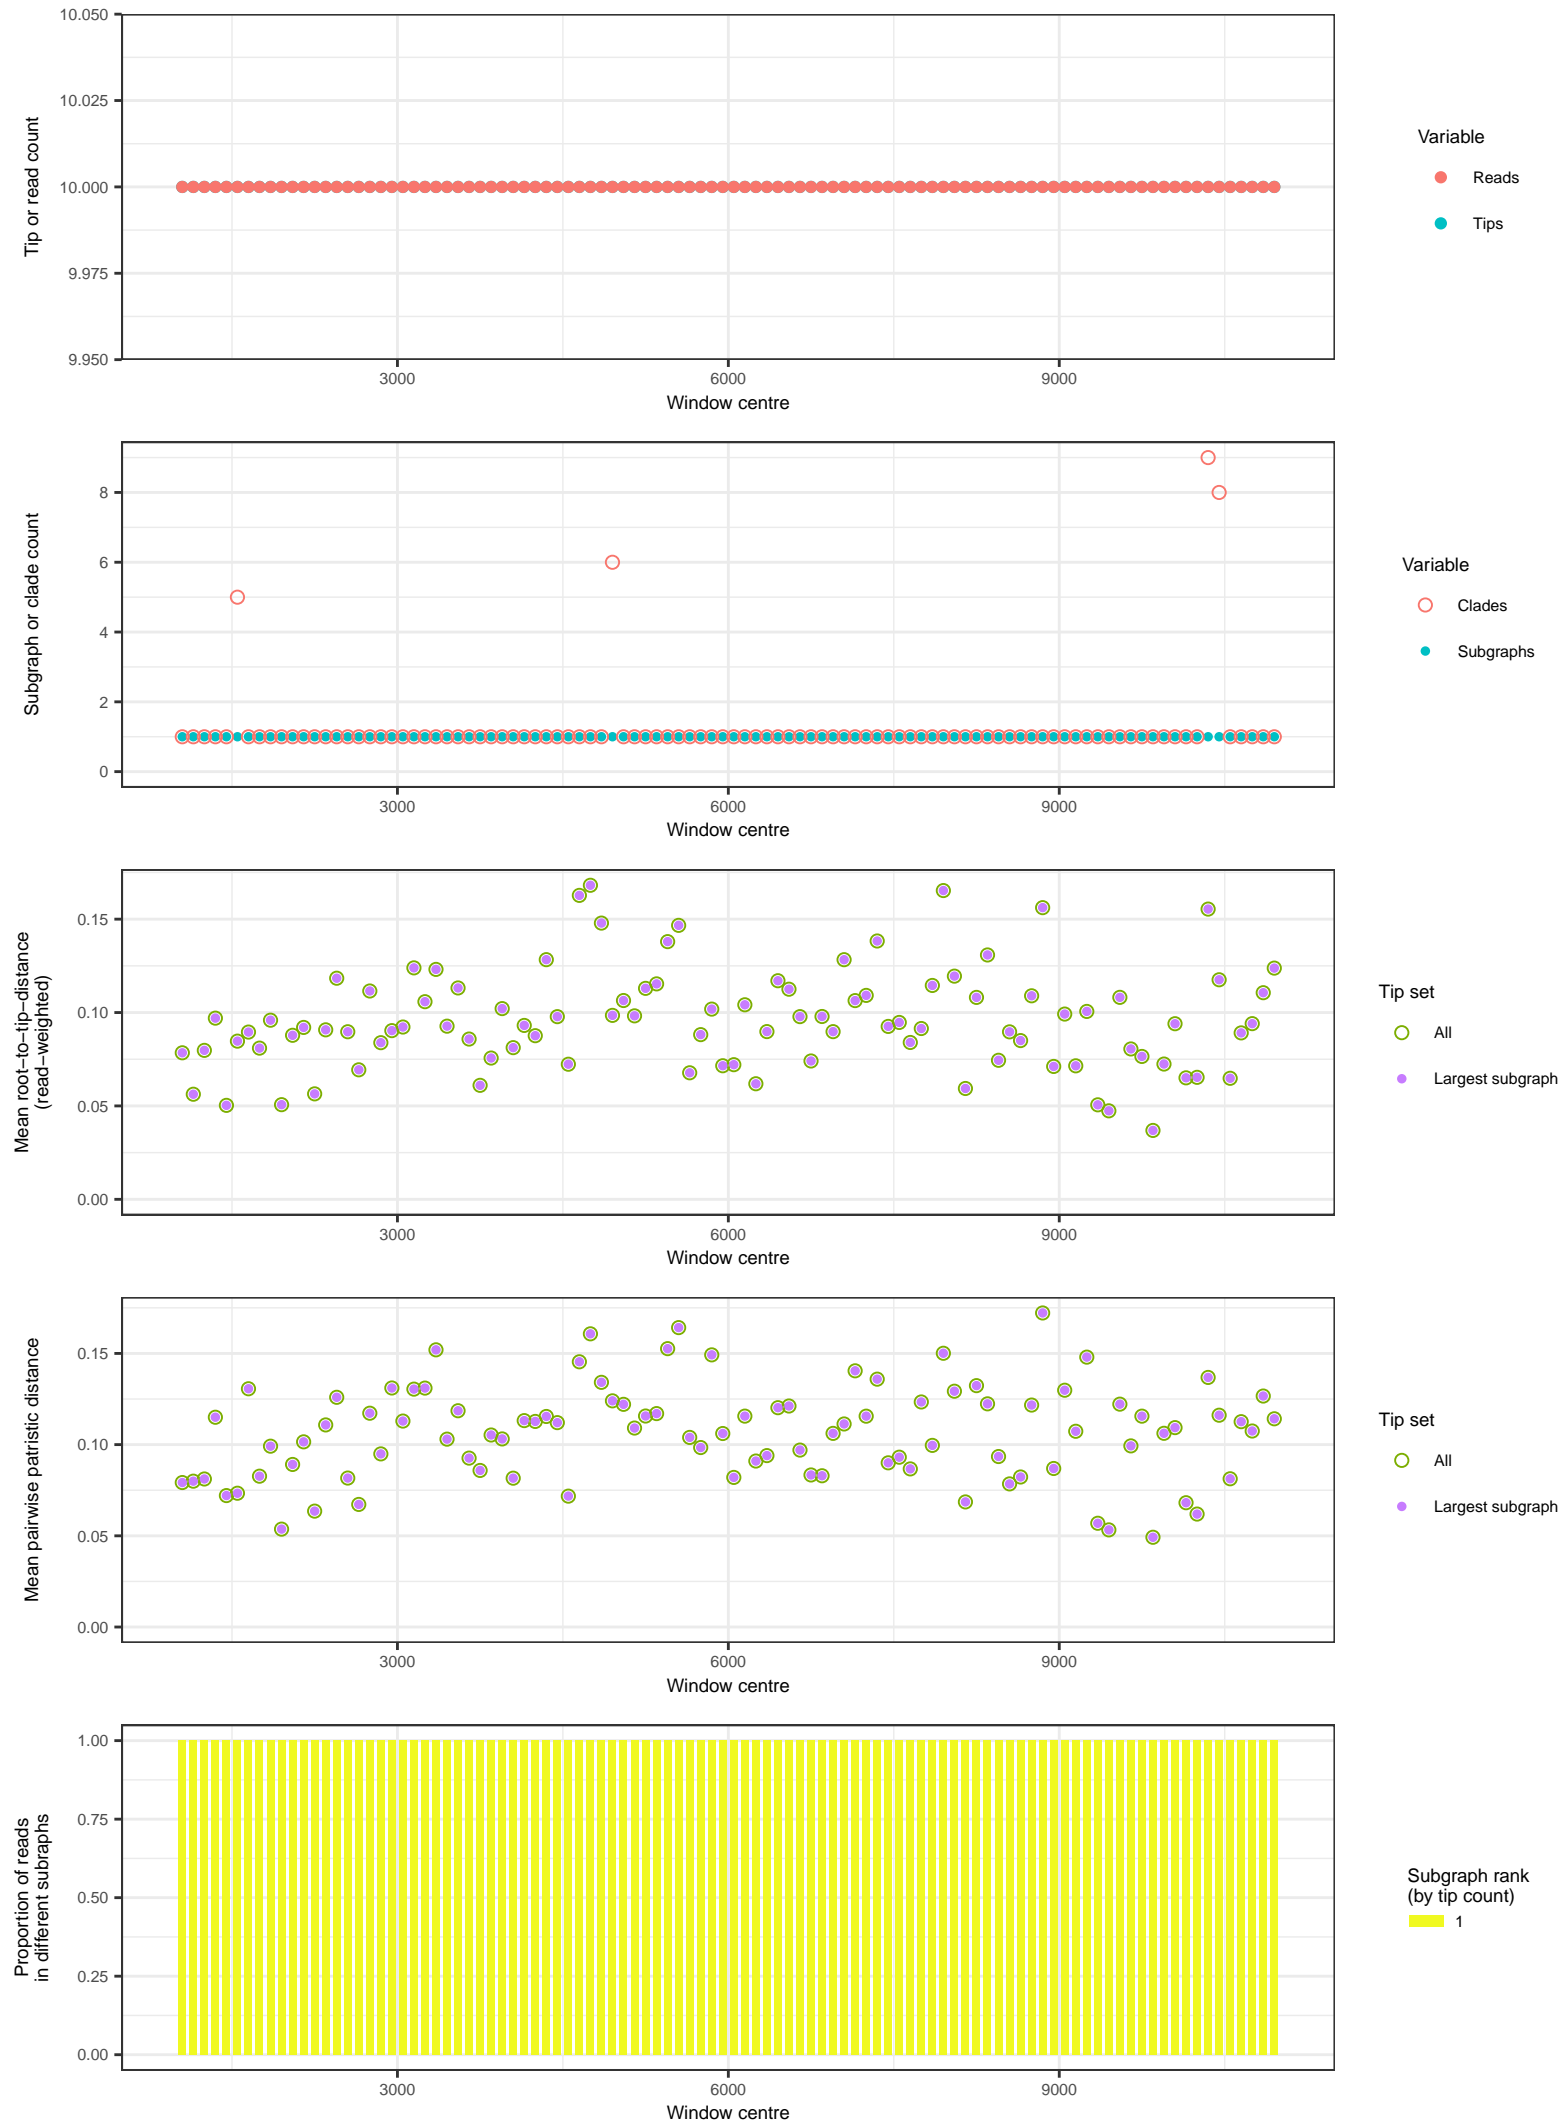 10.050
10.025
10.000
9.975
9.950
Tip or read count
3000
6000
9000
Window centre
Variable
Reads
Tips
8
6
4
2
0
Subgraph or clade count
3000
6000
9000
Window centre
Variable
Clades
Subgraphs
0.15
0.10
0.05
0.00
Mean root−to−tip−distance
(read−weighted)
3000
6000
9000
Window centre
Tip set
All
Largest subgraph
0.15
0.10
0.05
0.00
Mean pairwise patristic distance
3000
6000
9000
Window centre
Tip set
All
Largest subgraph
1.00
0.75
0.50
0.25
0.00
Proportion of reads
in different subraphs
3000
6000
9000
Window centre
Subgraph rank
(by tip count)
1